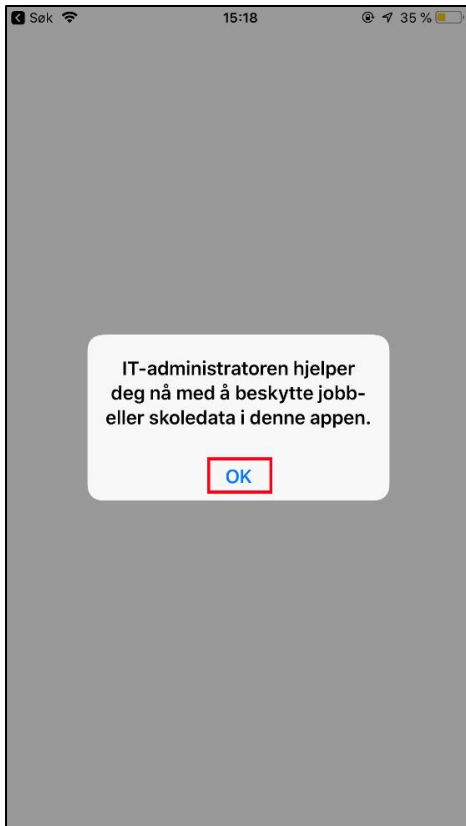 Søk 15:18 35 %
IT-administratoren hjelper
deg nå med å beskytte jobb-
eller skoledata i denne appen.
OK